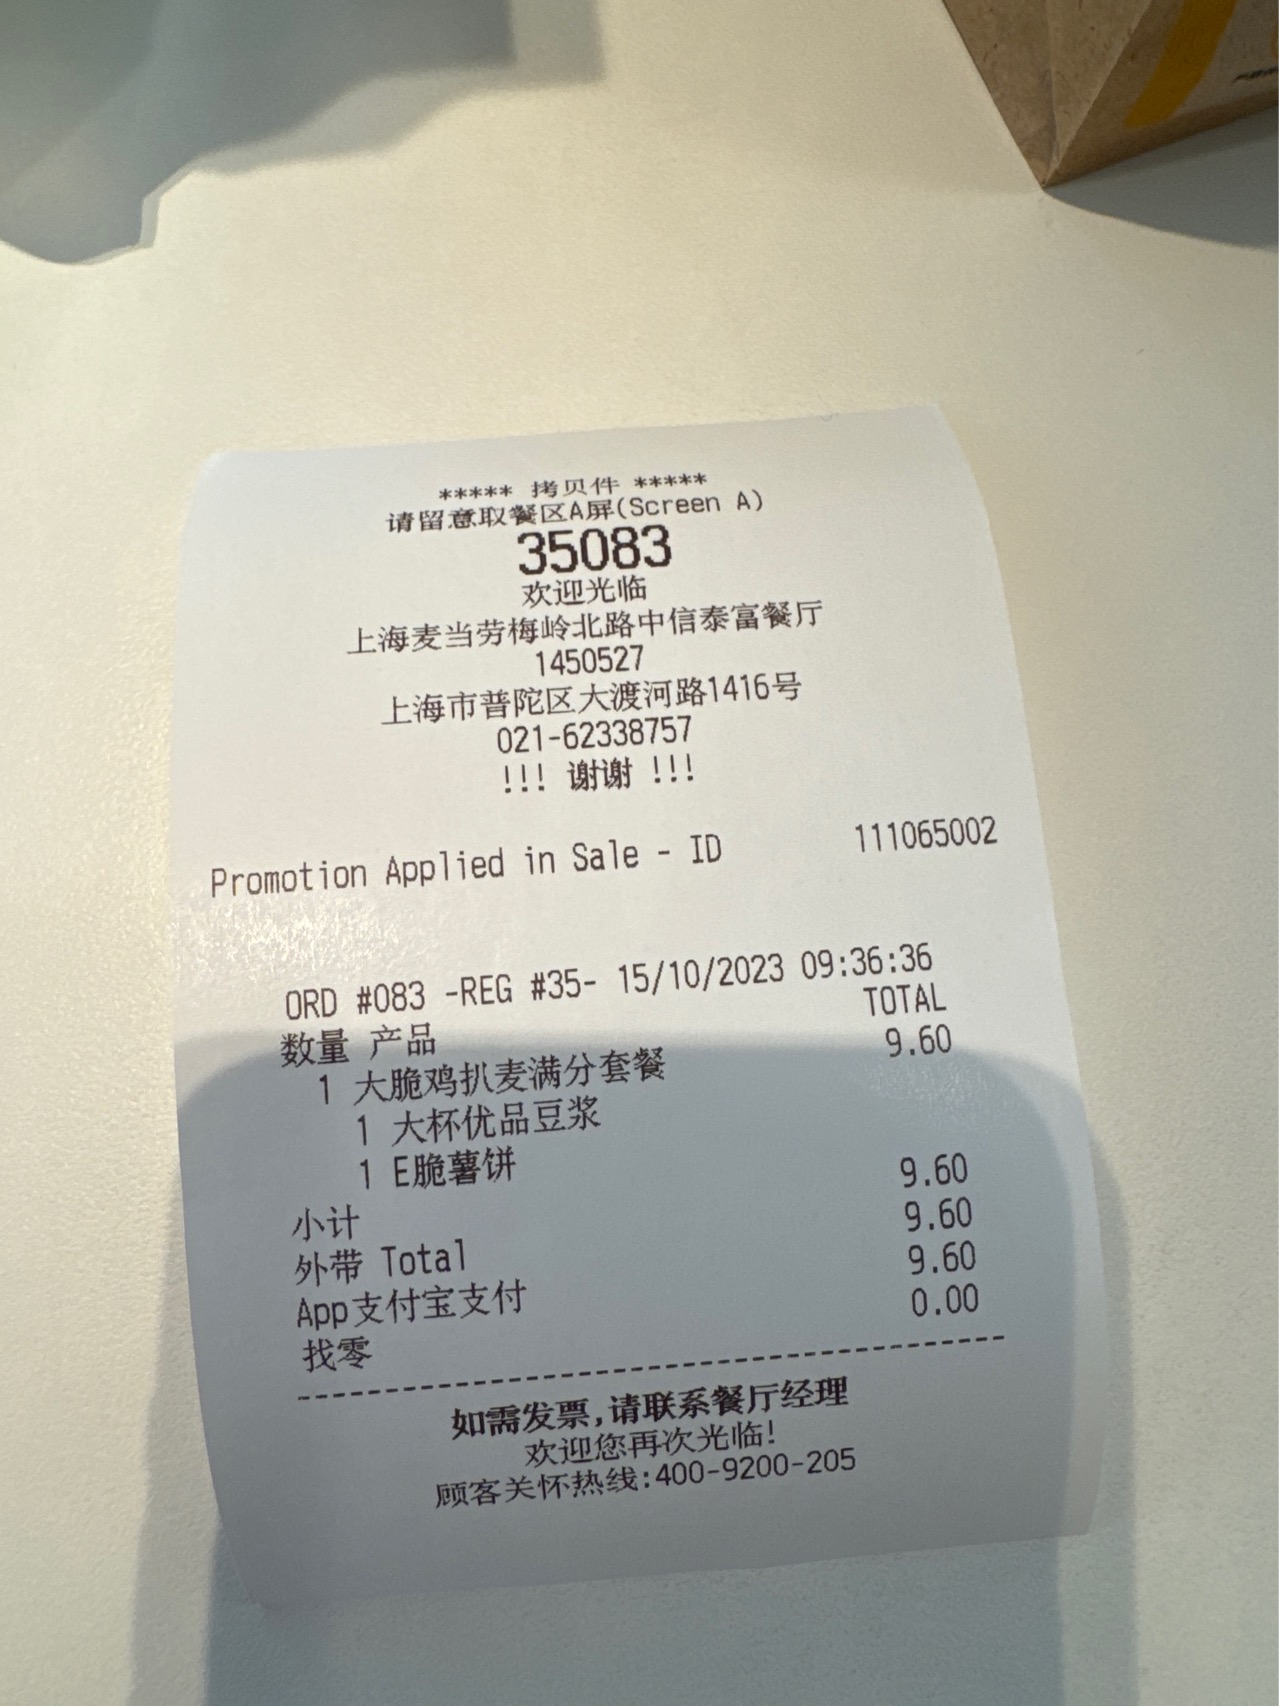 ***** 拷贝件 *****
请留意取餐区A屏(Screen A)
35083
欢迎光临
上海麦当劳梅岭北路中信泰富餐厅
1450527
上海市普陀区大渡河路1416号
021-62338757
!!! 谢谢 !!!
Promotion Applied in Sale - ID 111065002
ORD #083 -REG #35- 15/10/2023 09:36:36
数量 产品 TOTAL
1 大脆鸡扒麦满分套餐 9.60
1 大杯优品豆浆
1 E脆薯饼
小计 9.60
外带 Total 9.60
App支付宝支付 9.60
找零 0.00
--------------------------------------
如需发票,请联系餐厅经理
欢迎您再次光临!
顾客关怀热线:400-9200-205